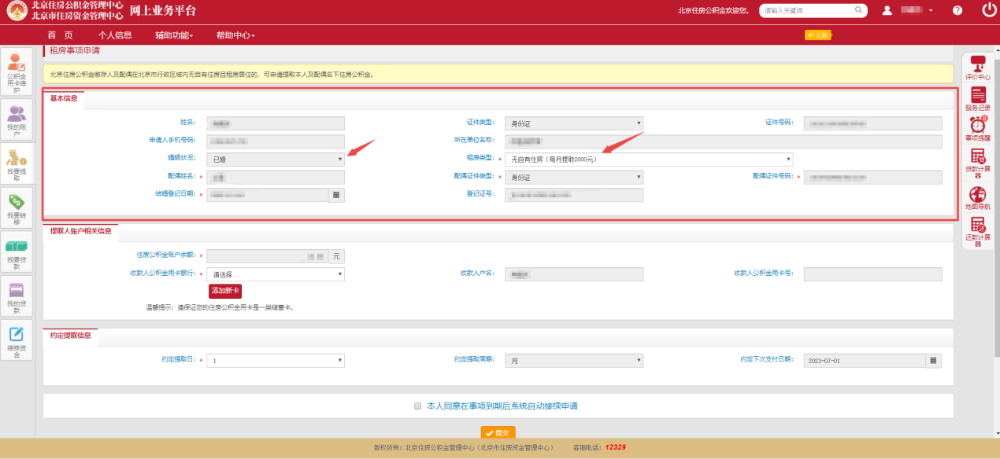 北京住房公积金管理中心
北京市住房资金管理中心
网上业务平台
北京住房公积金欢迎您。
请输入关键词
首 页
个人信息
辅助功能
帮助中心
公告
公积金用卡维护
我的账户
我要提取
我要转移
我要贷款
我的贷款
维修资金
租房事项申请
北京住房公积金缴存人及配偶在北京市行政区域内无自有住房且租房居住的，可申请提取本人及配偶名下住房公积金。
基本信息
姓名：
证件类型：
身份证
证件号码：
申请人手机号码：
所在单位名称：
婚姻状况：
已婚
租房类型：*
无自有住房（每月提取2000元）
配偶姓名：*
配偶证件类型：*
身份证
配偶证件号码：*
结婚登记日期：*
登记证号：
提取人账户相关信息
住房公积金账户余额：*
元
收款人公积金用卡银行：*
请选择...
收款人户名：
收款人公积金用卡号：
添加新卡
温馨提示：请保证您的住房公积金用卡是一类储蓄卡。
约定提取信息
约定提取日：*
1
约定提取周期：
月
约定下次支付日期：
2023-07-01
本人同意在事项到期后系统自动接续申请
提交
版权所有：北京住房公积金管理中心（北京市住房资金管理中心）
客服电话：12329
评价中心
服务记录
0
事项提醒
贷款计算器
地图导航
还款计算器